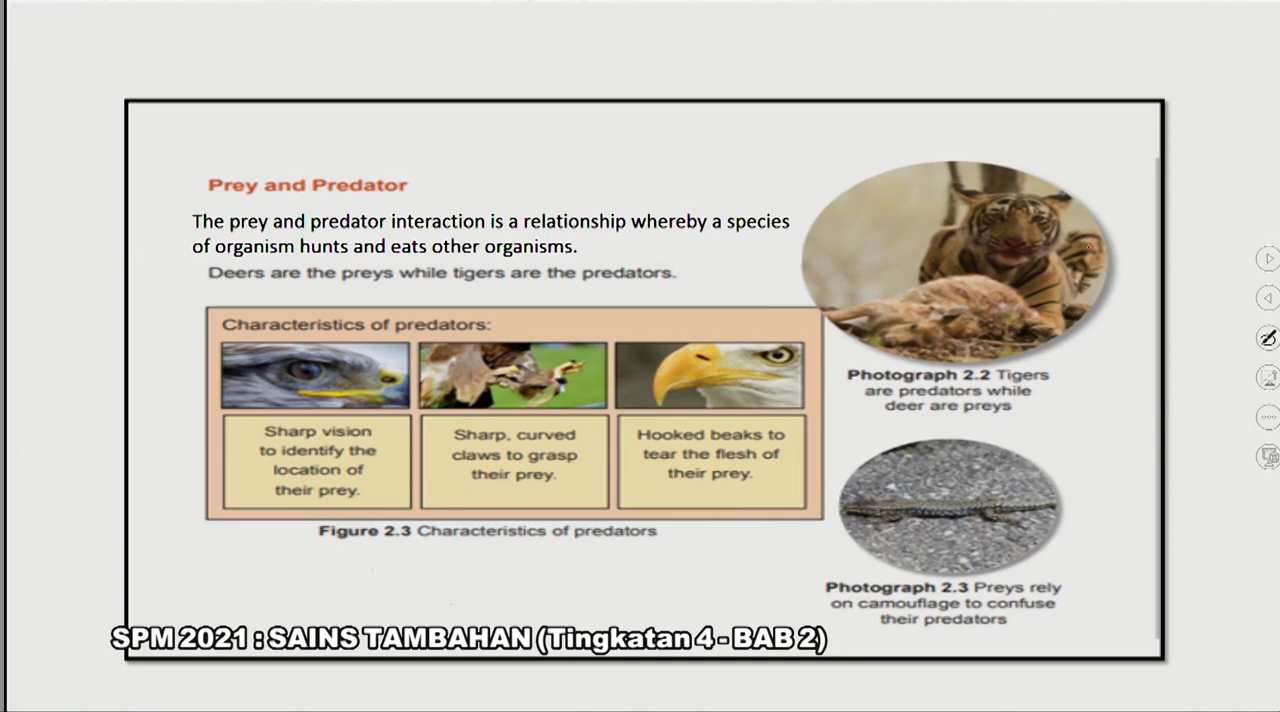 Prey and Predator
The prey and predator interaction is a relationship whereby a species
of organism hunts and eats other organisms.
Deers are the preys while tigers are the predators.
Characteristics of predators:
Sharp vision
to identify the
location of
their prey.
Sharp, curved
claws to grasp
their prey.
Hooked beaks to
tear the flesh of
their prey.
Figure 2.3 Characteristics of predators
Photograph 2.2 Tigers
are predators while
deer are preys
Photograph 2.3 Preys rely
on camouflage to confuse
their predators
SPM 2021 : SAINS TAMBAHAN (Tingkatan 4 - BAB 2)